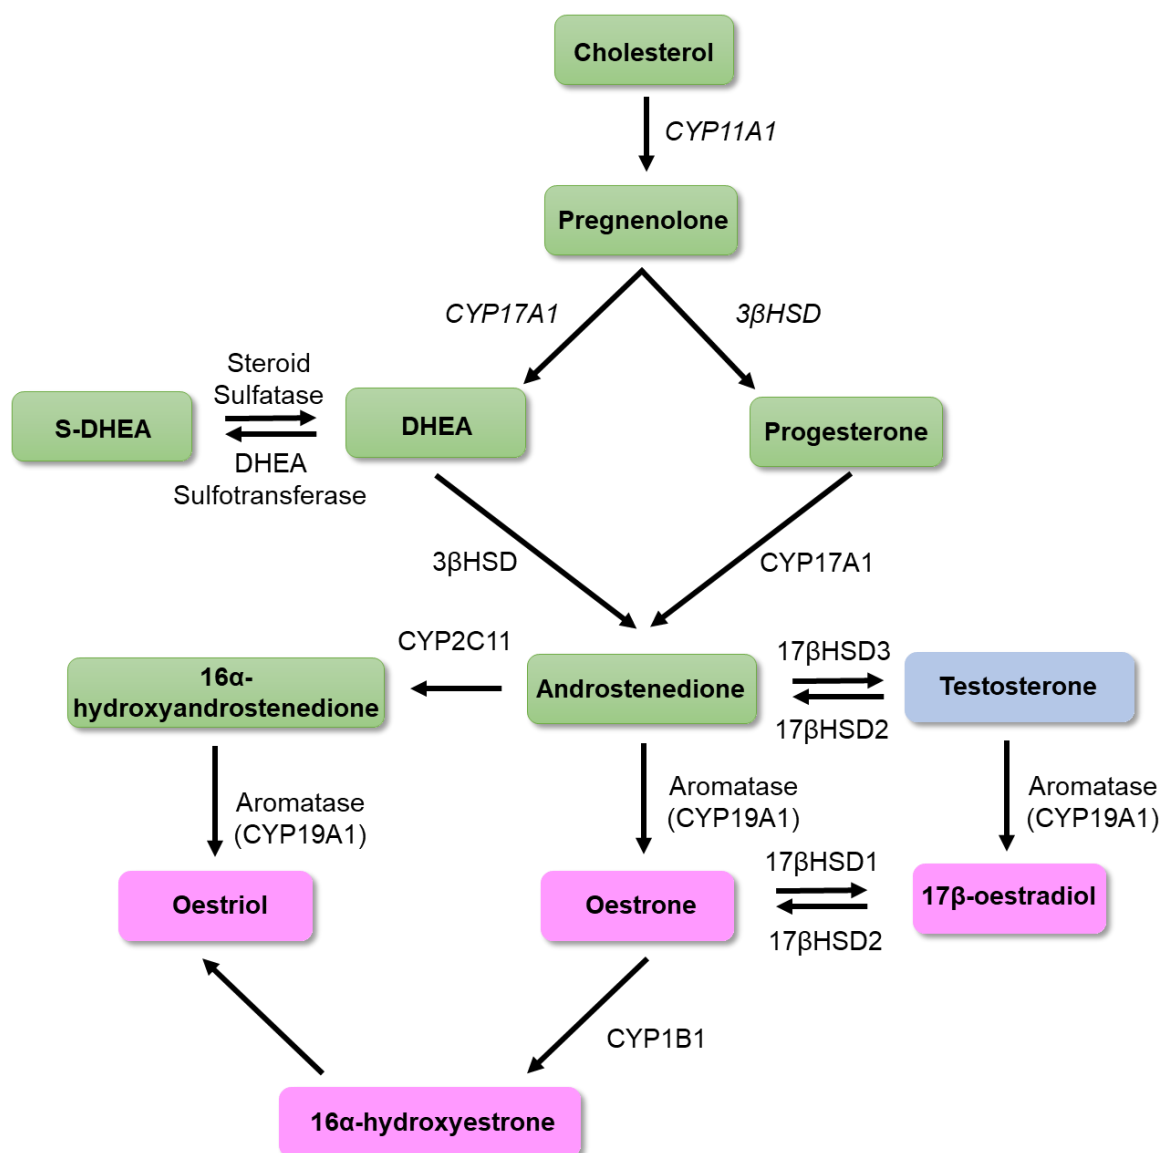 Cholesterol
CYP11A1
Pregnenolone
CYP17A1
3βHSD
Steroid
Sulfatase
S-DHEA
DHEA
Progesterone
DHEA
Sulfotransferase
3βHSD
CYP17A1
CYP2C11
17βHSD3
16α-
hydroxyandrostenedione
Androstenedione
Testosterone
17βHSD2
Aromatase
(CYP19A1)
Aromatase
(CYP19A1)
Aromatase
(CYP19A1)
17βHSD1
Oestriol
Oestrone
17β-oestradiol
17βHSD2
CYP1B1
16α-hydroxyestrone